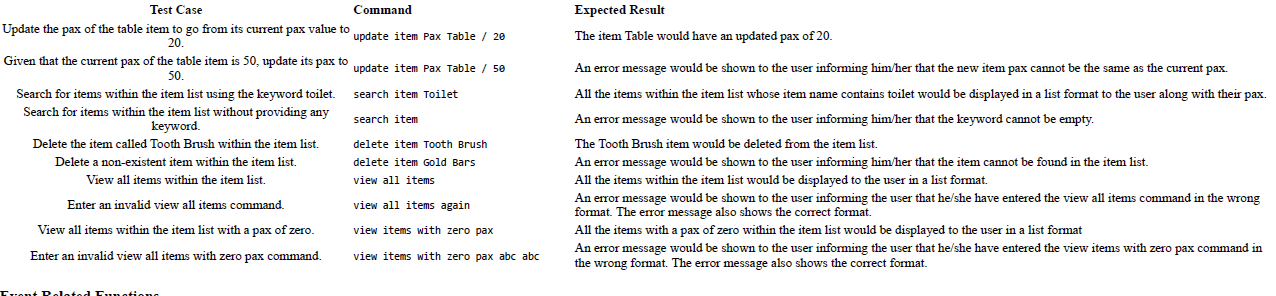 Test Case Command Expected Result
Update the pax of the table item to go from its current pax value to 20. update item Pax Table / 20 The item Table would have an updated pax of 20.
Given that the current pax of the table item is 50, update its pax to 50. update item Pax Table / 50 An error message would be shown to the user informing him/her that the new item pax cannot be the same as the current pax.
Search for items within the item list using the keyword toilet. search item Toilet All the items within the item list whose item name contains toilet would be displayed in a list format to the user along with their pax.
Search for items within the item list without providing any keyword. search item An error message would be shown to the user informing him/her that the keyword cannot be empty.
Delete the item called Tooth Brush within the item list. delete item Tooth Brush The Tooth Brush item would be deleted from the item list.
Delete a non-existent item within the item list. delete item Gold Bars An error message would be shown to the user informing him/her that the item cannot be found in the item list.
View all items within the item list. view all items All the items within the item list would be displayed to the user in a list format.
Enter an invalid view all items command. view all items again An error message would be shown to the user informing the user that he/she have entered the view all items command in the wrong format. The error message also shows the correct format.
View all items within the item list with a pax of zero. view items with zero pax All the items with a pax of zero within the item list would be displayed to the user in a list format
Enter an invalid view all items with zero pax command. view items with zero pax abc abc An error message would be shown to the user informing the user that he/she have entered the view items with zero pax command in the wrong format. The error message also shows the correct format.
Event Related Functions